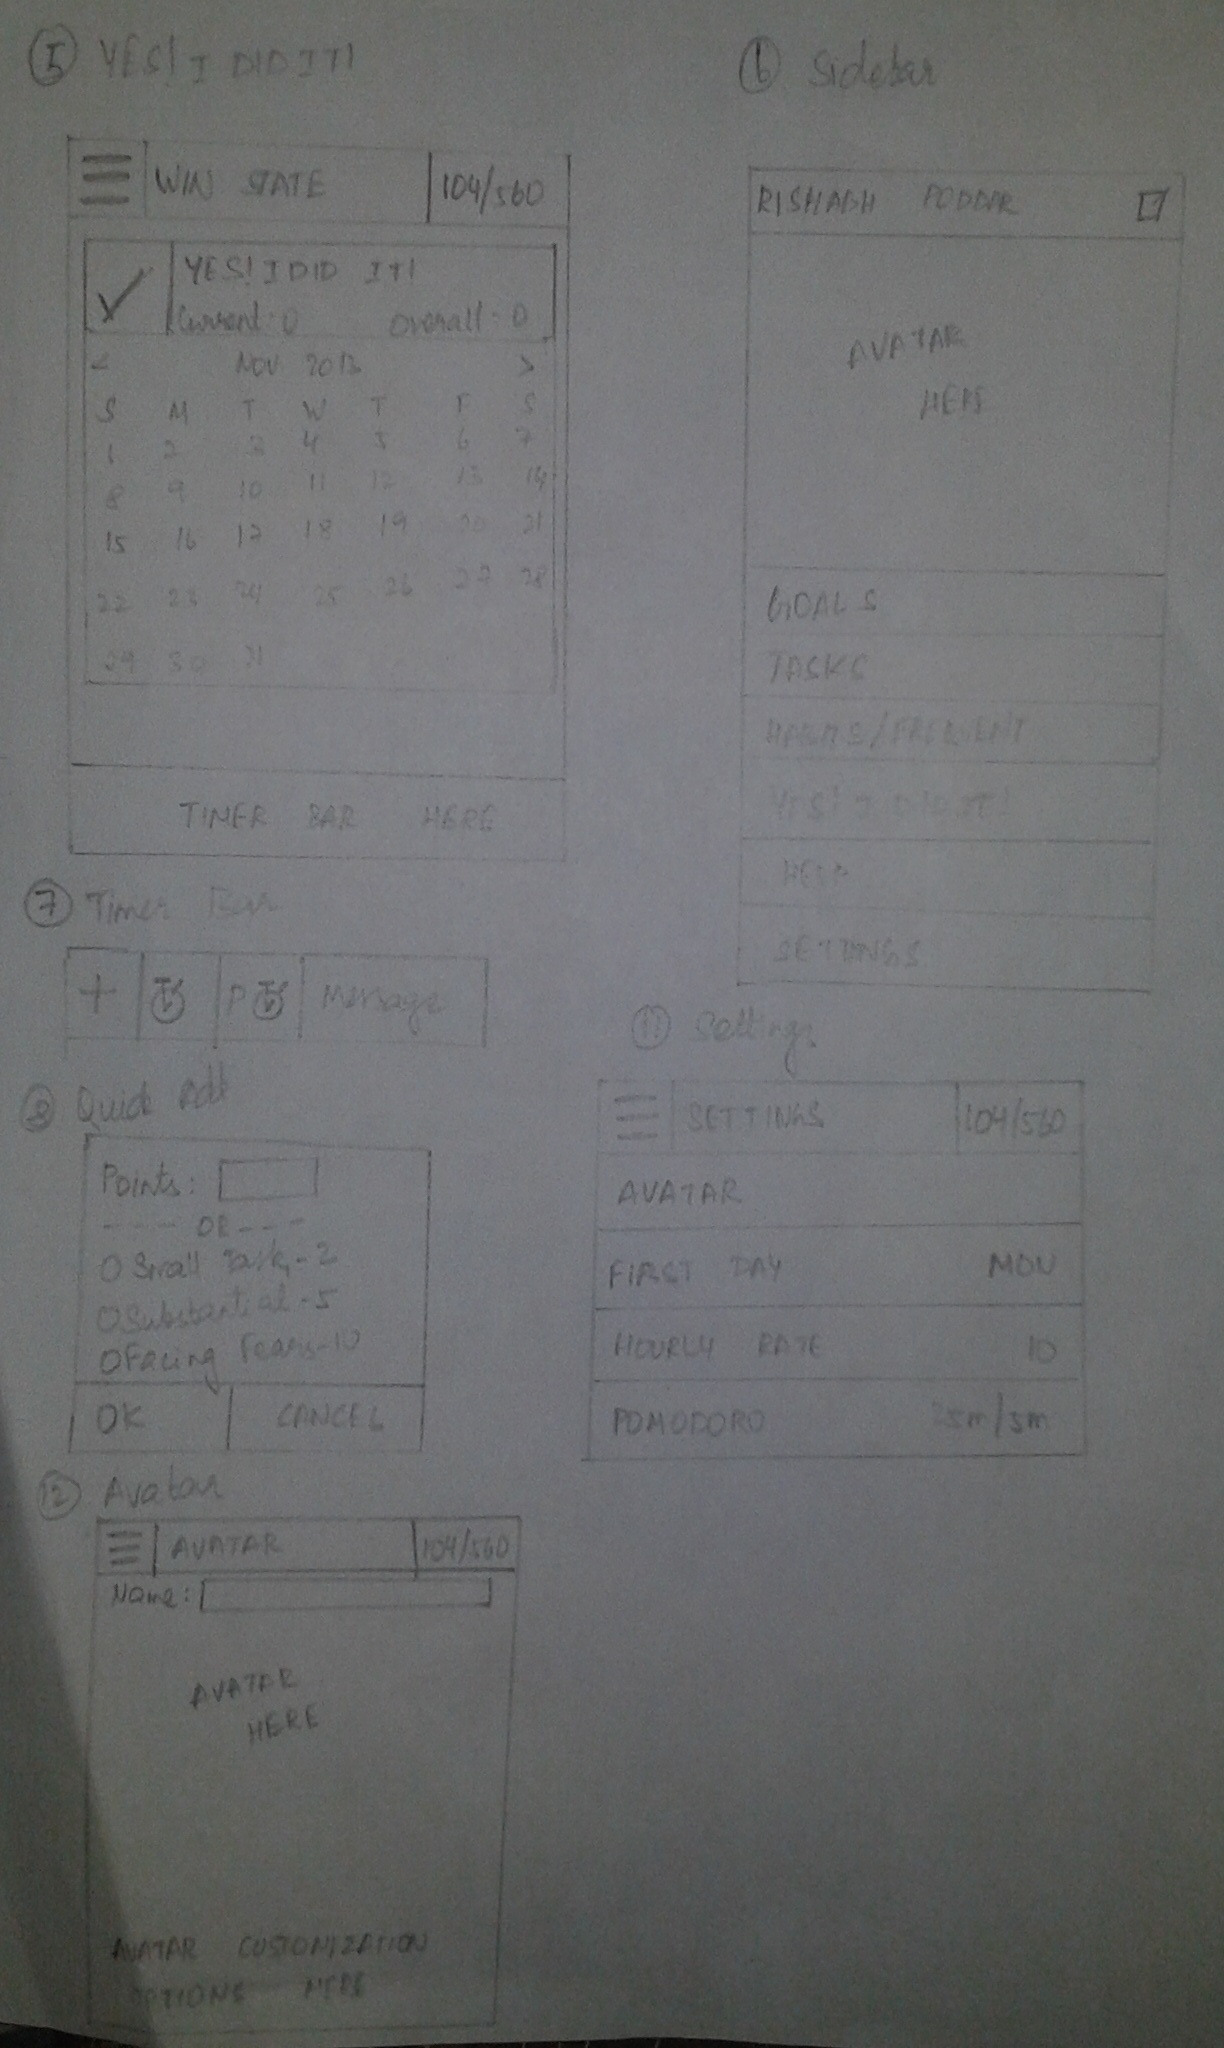 5 YES! I DID IT!
WIN STATE 104/560
YES! I DID IT!
Current: 0 Overall: 0
< NOV 2013 >
S M T W T F S
1 2 3 4 5 6 7
8 9 10 11 12 13 14
15 16 17 18 19 20 21
22 23 24 25 26 27 28
29 30 31
TIMER BAR HERE
6 Sidebar
RISHABH PODDAR
AVATAR
HERE
GOALS
TASKS
HABITS/FREQUENT
YES! I DID IT!
HELP
SETTINGS
7 Timer Bar
+ P Message
8 Quick Add
Points:
--- OR ---
Small Task - 2
Substantial - 5
Facing Fears - 10
OK CANCEL
11 Settings
SETTINGS 104/560
AVATAR
FIRST DAY MON
HOURLY RATE 10
POMODORO 25m/5m
12 Avatar
AVATAR 104/560
Name:
AVATAR
HERE
AVATAR CUSTOMIZATION
OPTIONS HERE